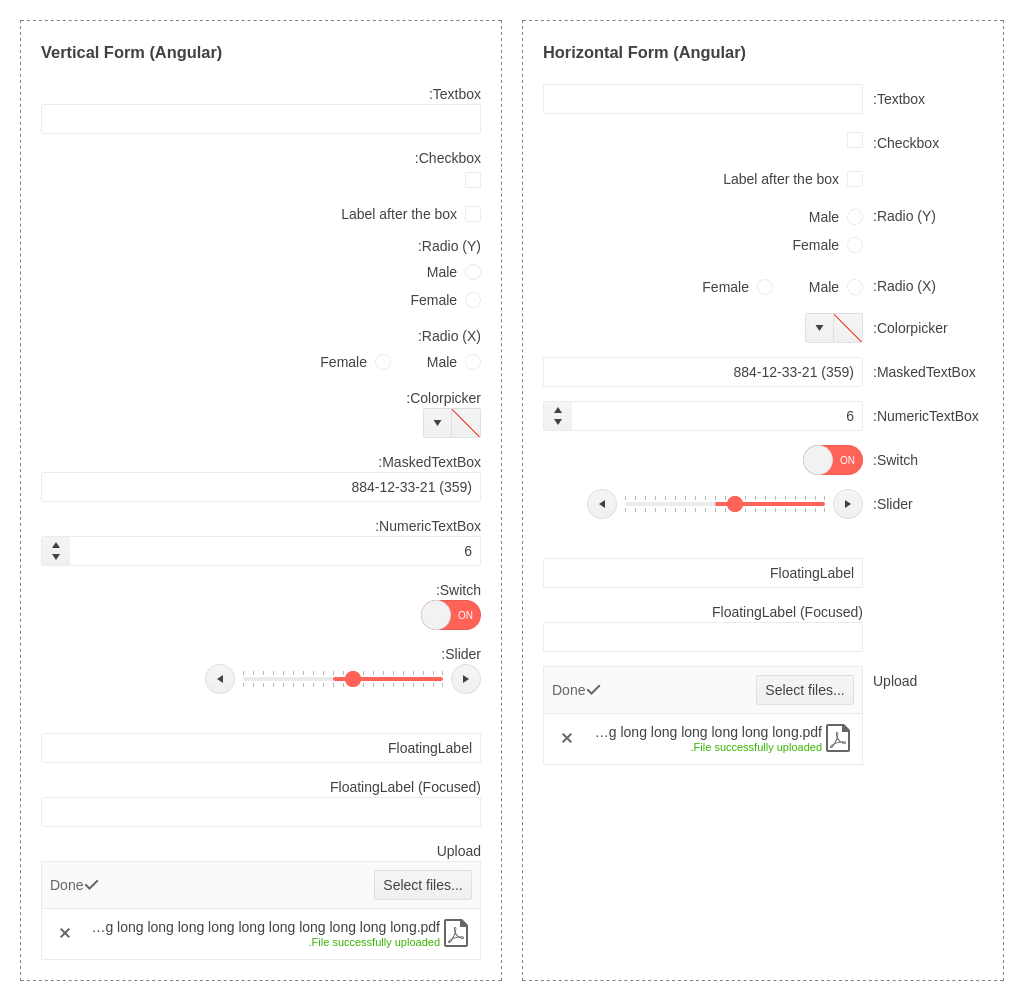 Vertical Form (Angular)
:Textbox
:Checkbox
Label after the box
:Radio (Y)
Male
Female
:Radio (X)
Female Male
:Colorpicker
:MaskedTextBox
884-12-33-21 (359)
:NumericTextBox
6
:Switch
ON
:Slider
FloatingLabel
FloatingLabel (Focused)
Upload
Done Select files...
...g long long long long long long long long long long.pdf
.File successfully uploaded
Horizontal Form (Angular)
:Textbox
:Checkbox
Label after the box
Male :Radio (Y)
Female
Female Male :Radio (X)
:Colorpicker
884-12-33-21 (359) :MaskedTextBox
6 :NumericTextBox
ON :Switch
:Slider
FloatingLabel
FloatingLabel (Focused)
Done Select files... Upload
...g long long long long long long.pdf
.File successfully uploaded